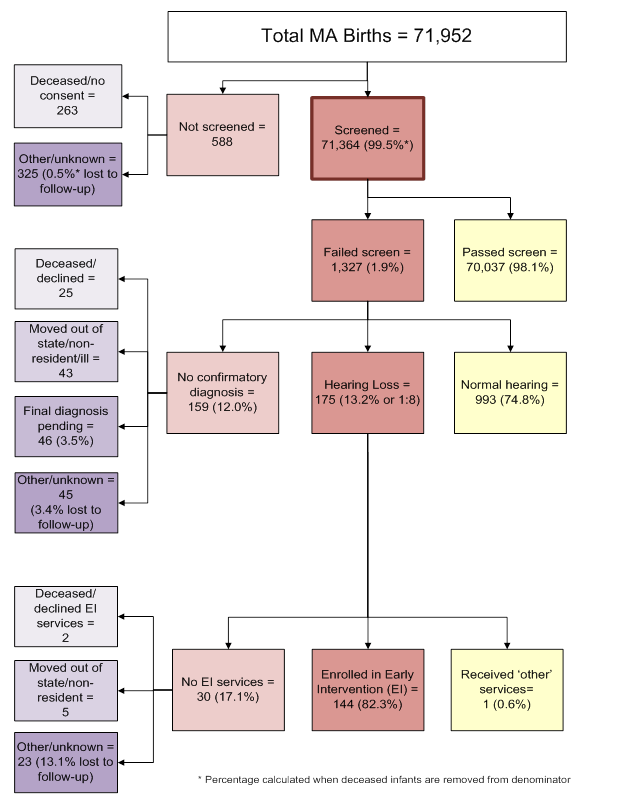 Total MA Births = 71,952
Deceased/no
consent =
263
Other/unknown =
325 (0.5%* lost to
follow-up)
Not screened =
588
Screened =
71,364 (99.5%*)
Failed screen =
1,327 (1.9%)
Passed screen =
70,037 (98.1%)
Deceased/
declined =
25
Moved out of
state/non-
resident/ill =
43
Final diagnosis
pending =
46 (3.5%)
Other/unknown =
45
(3.4% lost to
follow-up)
No confirmatory
diagnosis =
159 (12.0%)
Hearing Loss =
175 (13.2% or 1:8)
Normal hearing =
993 (74.8%)
Deceased/
declined EI
services =
2
Moved out of
state/non-
resident =
5
Other/unknown =
23 (13.1% lost to
follow-up)
No EI services =
30 (17.1%)
Enrolled in Early
Intervention (EI) =
144 (82.3%)
Received ‘other’
services=
1 (0.6%)
* Percentage calculated when deceased infants are removed from denominator